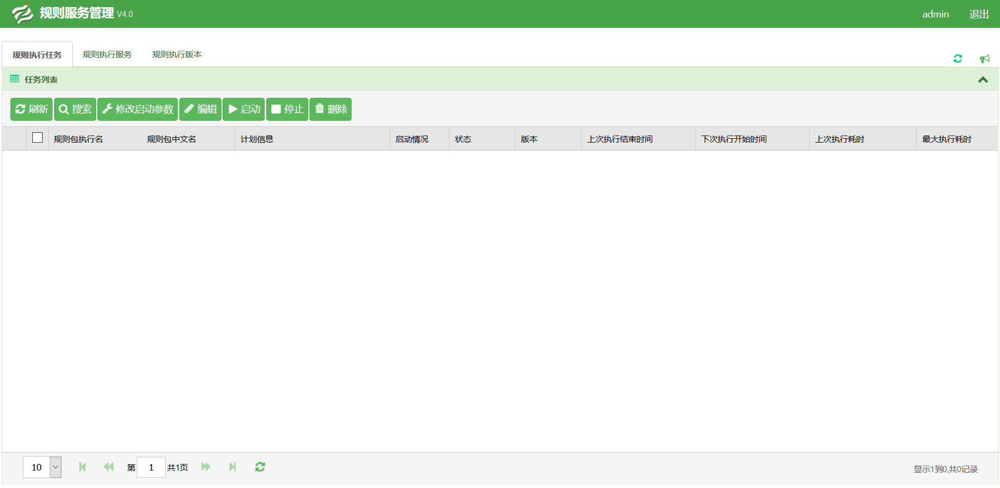 规则服务管理 V4.0
admin 退出
规则执行任务 规则执行服务 规则执行版本
任务列表
刷新 搜索 修改启动参数 编辑 启动 停止 删除
规则包执行名 规则包中文名 计划信息 启动情况 状态 版本 上次执行结束时间 下次执行开始时间 上次执行耗时 最大执行耗时
10 第 1 共1页
显示1到0,共0记录